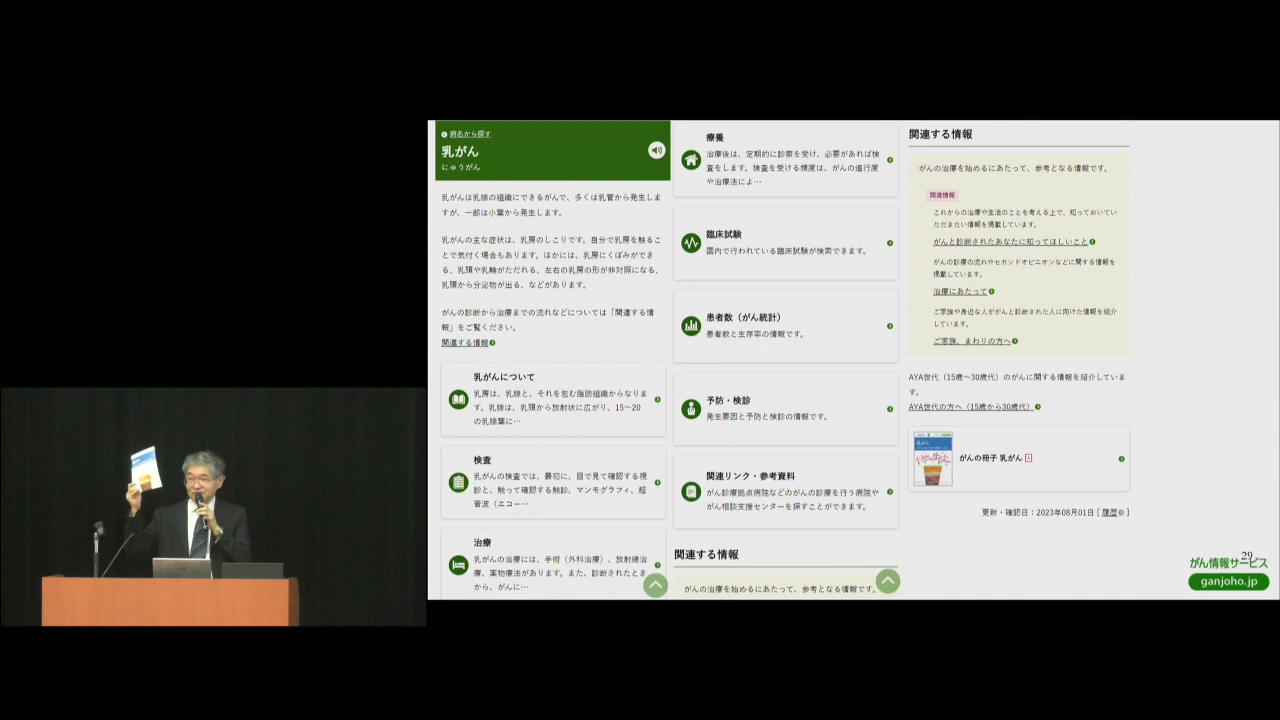 病名から探す
乳がん
にゅうがん
乳がんは乳腺の組織にできるがんで、多くは乳管から発生しま
すが、一部は小葉から発生します。
乳がんの主な症状は、乳房のしこりです。自分で乳房を触るこ
とで気付く場合もあります。ほかには、乳房にくぼみができ
る、乳頭や乳輪がただれる、左右の乳房の形が非対照になる、
乳頭から分泌物が出る、などがあります。
がんの診断から治療までの流れなどについては「関連する情
報」をご覧ください。
関連する情報
乳がんについて
乳房は、乳腺と、それを包む脂肪組織からなりま
す。乳腺は、乳頭から放射状に広がり、15〜20
の乳腺葉に…
検査
乳がんの検査では、最初に、目で見て確認する視
診と、触って確認する触診、マンモグラフィ、超
音波（エコー…
治療
乳がんの治療には、手術（外科治療）、放射線治
療、薬物療法があります。また、診断されたとき
から、がんに…
療養
治療後は、定期的に診察を受け、必要があれば検
査をします。検査を受ける頻度は、がんの進行度
や治療法によ…
臨床試験
国内で行われている臨床試験が検索できます。
患者数（がん統計）
患者数と生存率の情報です。
予防・検診
発生要因と予防と検診の情報です。
関連リンク・参考資料
がん診療拠点病院などのがんの診療を行う病院や
がん相談支援センターを探すことができます。
関連する情報
がんの治療を始めるにあたって、参考となる情報です。
関連する情報
がんの治療を始めるにあたって、参考となる情報です。
関連情報
これからの治療や生活のことを考える上で、知っておいてい
ただきたい情報を掲載しています。
がんと診断されたあなたに知ってほしいこと
がんの診療の流れやセカンドオピニオンなどに関する情報を
掲載しています。
治療にあたって
ご家族や身近な人ががんと診断された人に向けた情報を紹介
しています。
ご家族、まわりの方へ
AYA世代（15歳〜30歳代）のがんに関する情報を紹介していま
す。
AYA世代の方へ（15歳から30歳代）
乳がん
がんの冊子 乳がん
更新・確認日：2023年08月01日 [ 履歴 ]
29
がん情報サービス
ganjoho.jp